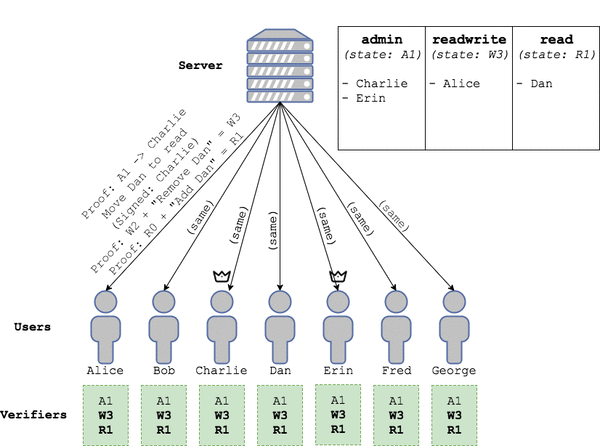 admin readwrite read
(state: A1) (state: W3) (state: R1)
- Charlie - Alice - Dan
- Erin
Server
Proof: A1 -> Charlie
Move Dan to read
(Signed: Charlie)
Proof: W2 + "Remove Dan" = W3
Proof: R0 + "Add Dan" = R1
(same) (same) (same) (same) (same) (same)
Users
Alice Bob Charlie Dan Erin Fred George
A1 A1 A1 A1 A1 A1 A1
Verifiers W3 W3 W3 W3 W3 W3 W3
R1 R1 R1 R1 R1 R1 R1